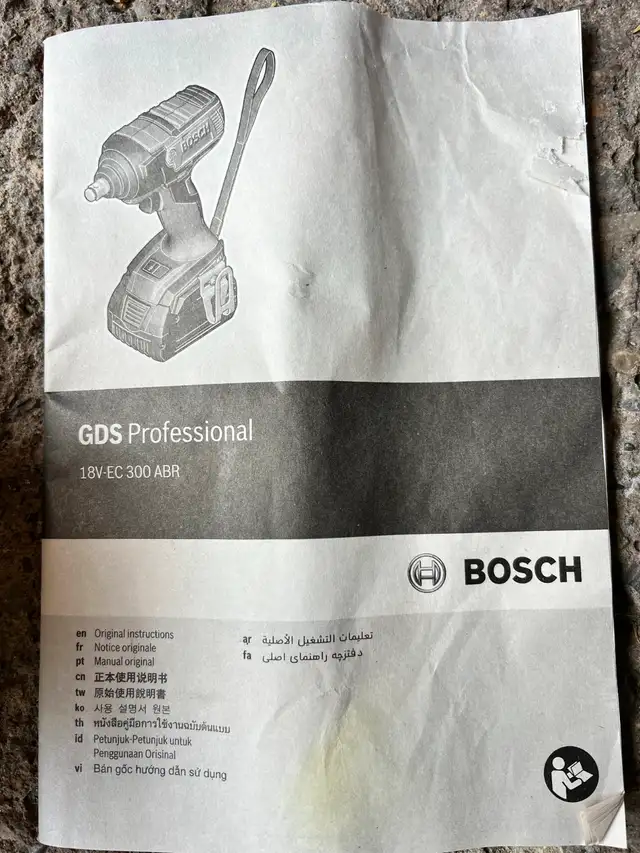 BOSCH
GDS Professional
18V-EC 300 ABR
BOSCH
en Original instructions
fr Notice originale
pt Manual original
cn 正本使用说明书
tw 原始使用說明書
ko 사용 설명서 원본
th หนังสือคู่มือการใช้งานฉบับต้นแบบ
id Petunjuk-Petunjuk untuk
Penggunaan Orisinal
vi Bản gốc hướng dẫn sử dụng
ar تعليمات التشغيل الأصلية
fa دفترچه راهنمای اصلی